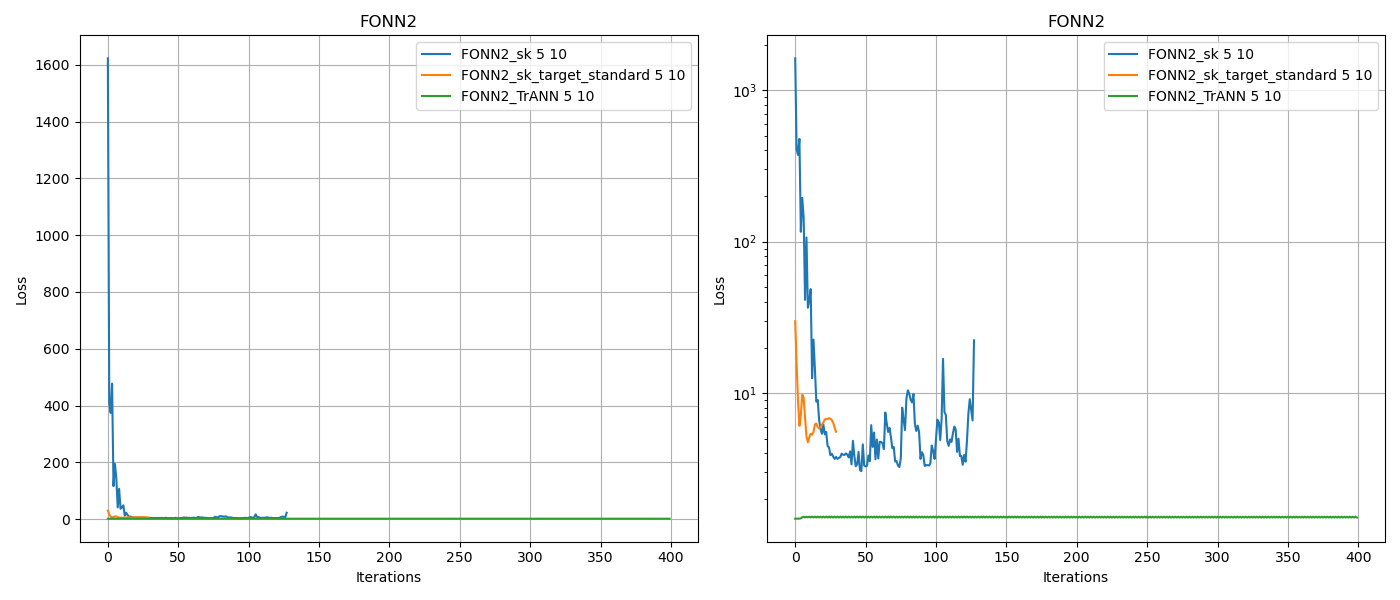 FONN2
FONN2_sk 5 10
FONN2_sk_target_standard 5 10
FONN2_TrANN 5 10
1600
1400
1200
1000
800
600
400
200
0
Loss
0 50 100 150 200 250 300 350 400
Iterations
FONN2
FONN2_sk 5 10
FONN2_sk_target_standard 5 10
FONN2_TrANN 5 10
10³
10²
10¹
Loss
0 50 100 150 200 250 300 350 400
Iterations